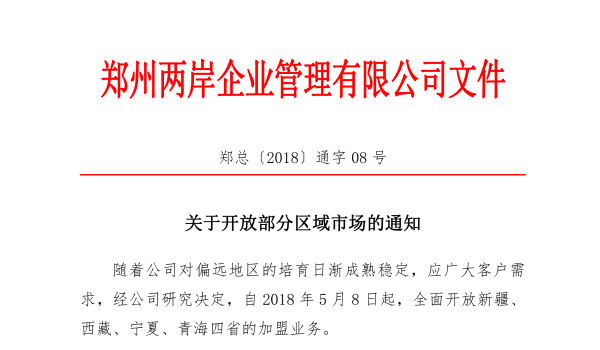 郑州两岸企业管理有限公司文件
郑总〔2018〕通字 08 号
关于开放部分区域市场的通知
随着公司对偏远地区的培育日渐成熟稳定，应广大客户需
求，经公司研究决定，自 2018 年 5 月 8 日起，全面开放新疆、
西藏、宁夏、青海四省的加盟业务。